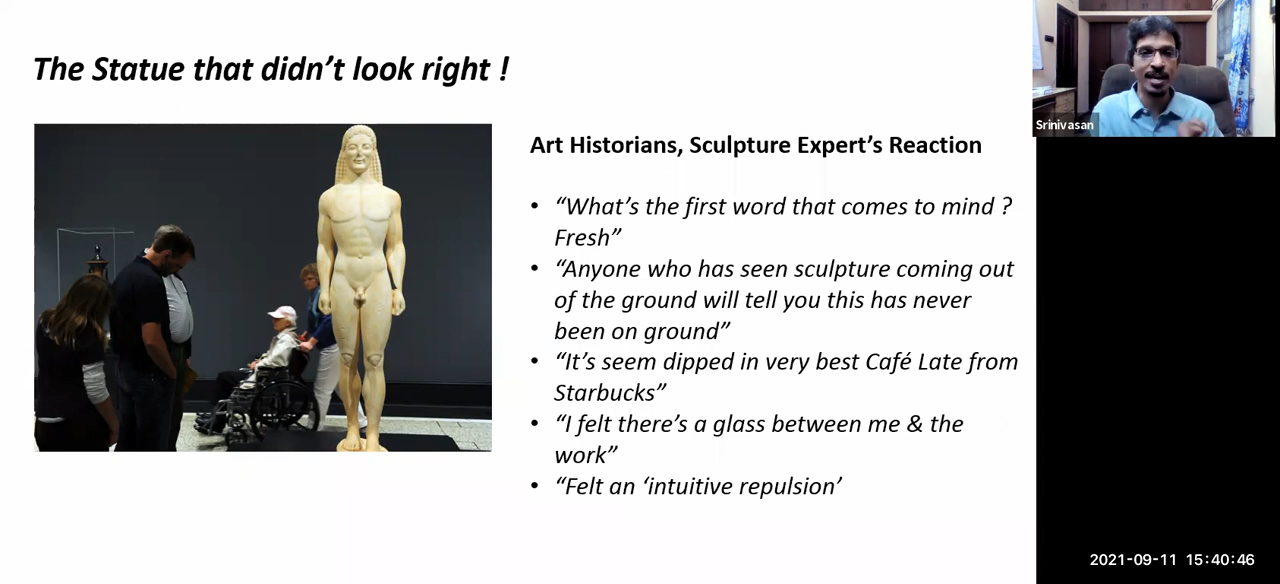 The Statue that didn’t look right !
Art Historians, Sculpture Expert’s Reaction
• “What’s the first word that comes to mind ?
Fresh”
• “Anyone who has seen sculpture coming out
of the ground will tell you this has never
been on ground”
• “It’s seem dipped in very best Café Late from
Starbucks”
• “I felt there’s a glass between me & the
work”
• “Felt an ‘intuitive repulsion’
Srinivasan
2021-09-11 15:40:46